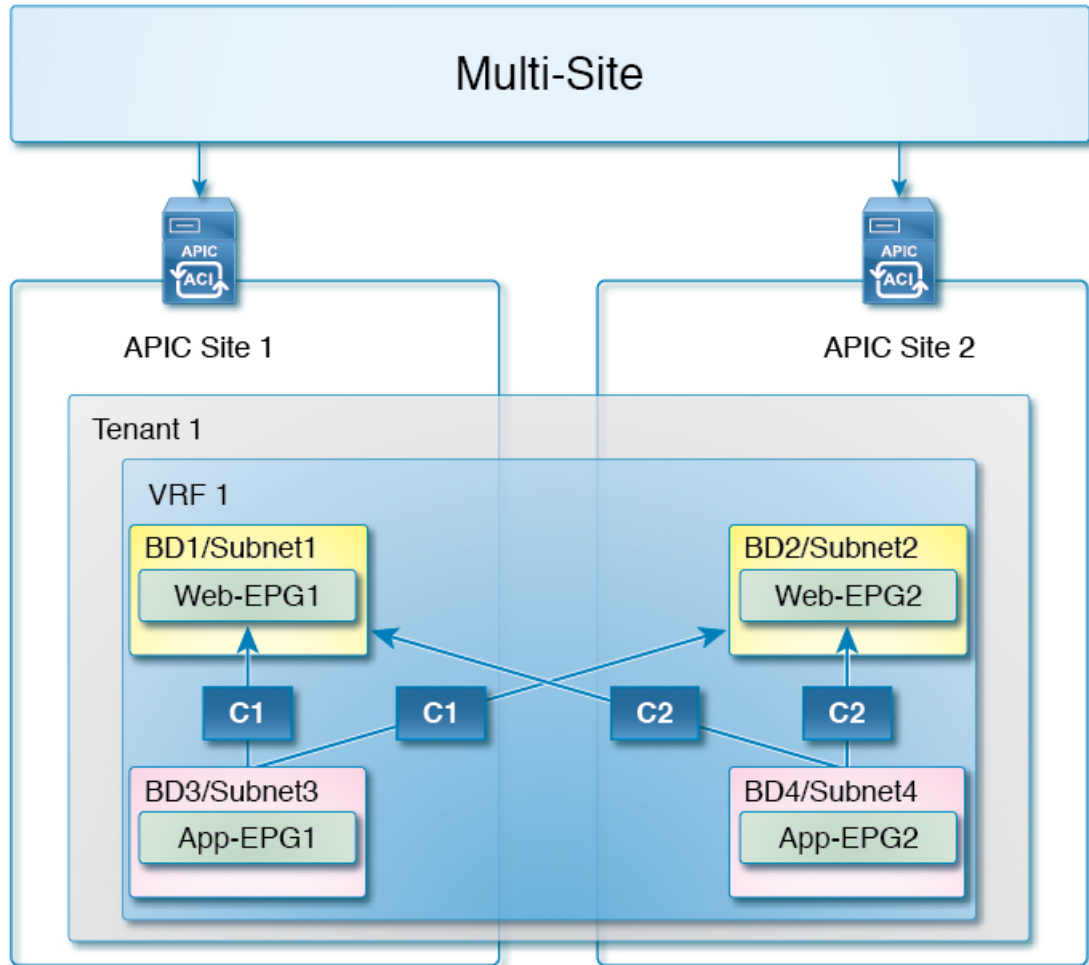 Multi-Site
APIC
ACI
APIC
ACI
APIC Site 1
APIC Site 2
Tenant 1
VRF 1
BD1/Subnet1
Web-EPG1
BD2/Subnet2
Web-EPG2
C1
C1
C2
C2
BD3/Subnet3
App-EPG1
BD4/Subnet4
App-EPG2